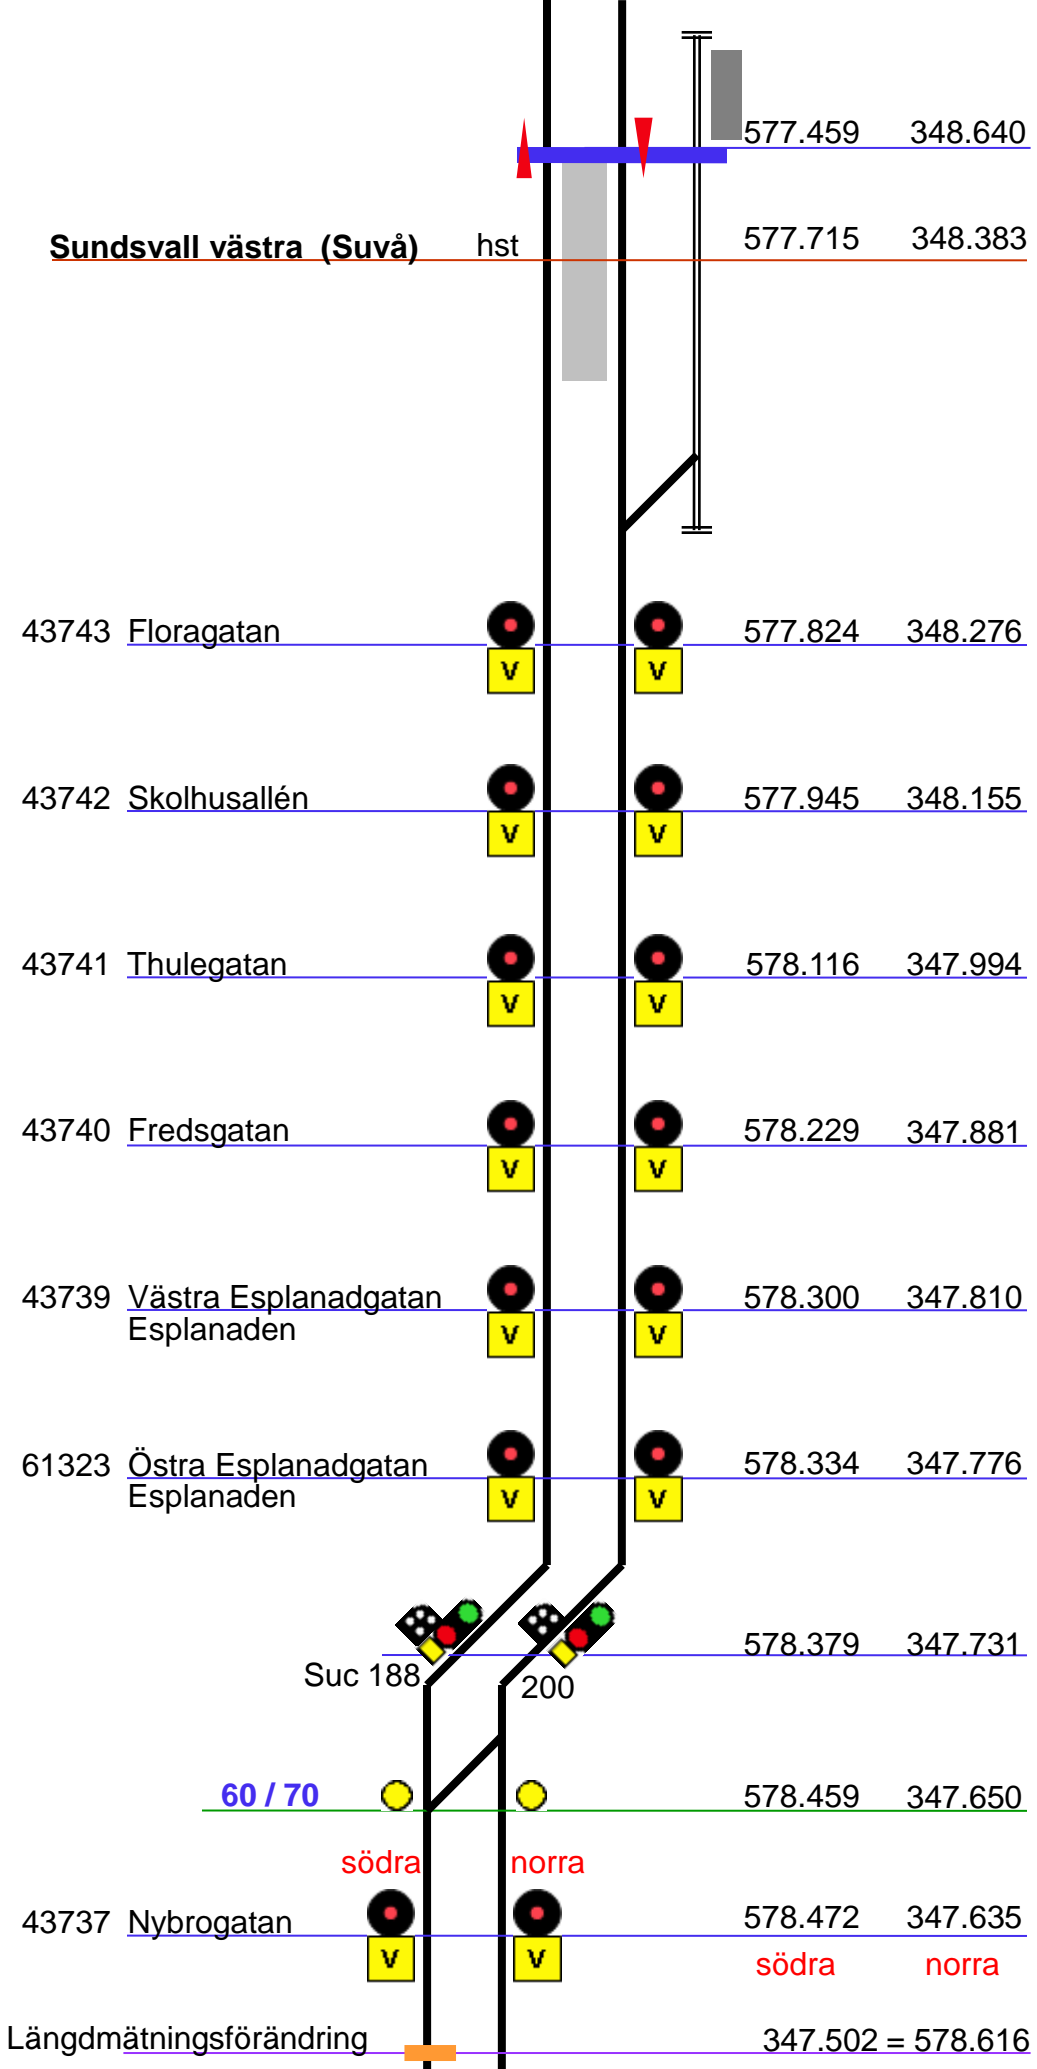 577.459 348.640
Sundsvall västra (Suvå) hst 577.715 348.383
43743 Floragatan 577.824 348.276
V V
43742 Skolhusallén 577.945 348.155
V V
43741 Thulegatan 578.116 347.994
V V
43740 Fredsgatan 578.229 347.881
V V
43739 Västra Esplanadgatan 578.300 347.810
Esplanaden
V V
61323 Östra Esplanadgatan 578.334 347.776
Esplanaden
V V
578.379 347.731
Suc 188 200
60 / 70 578.459 347.650
södra norra
43737 Nybrogatan 578.472 347.635
V V
södra norra
Längdmätningsförändring 347.502 = 578.616